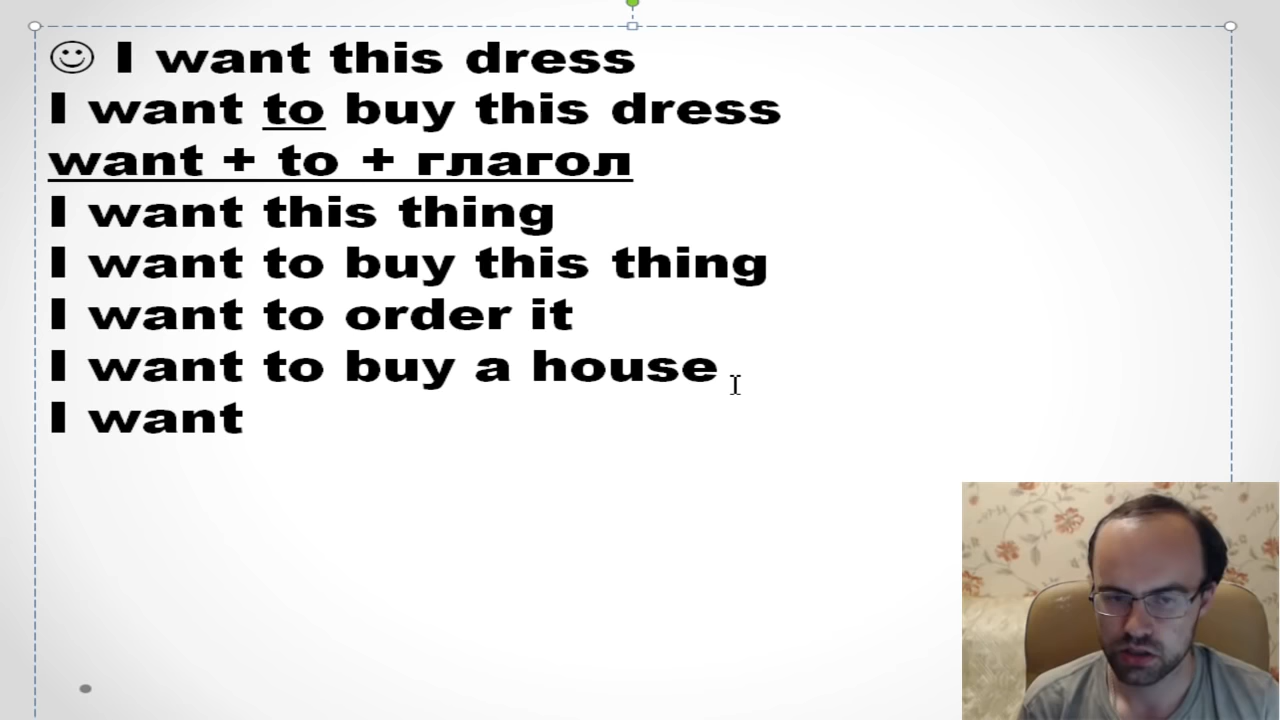 ☺ I want this dress
I want to buy this dress
want + to + глагол
I want this thing
I want to buy this thing
I want to order it
I want to buy a house
I want